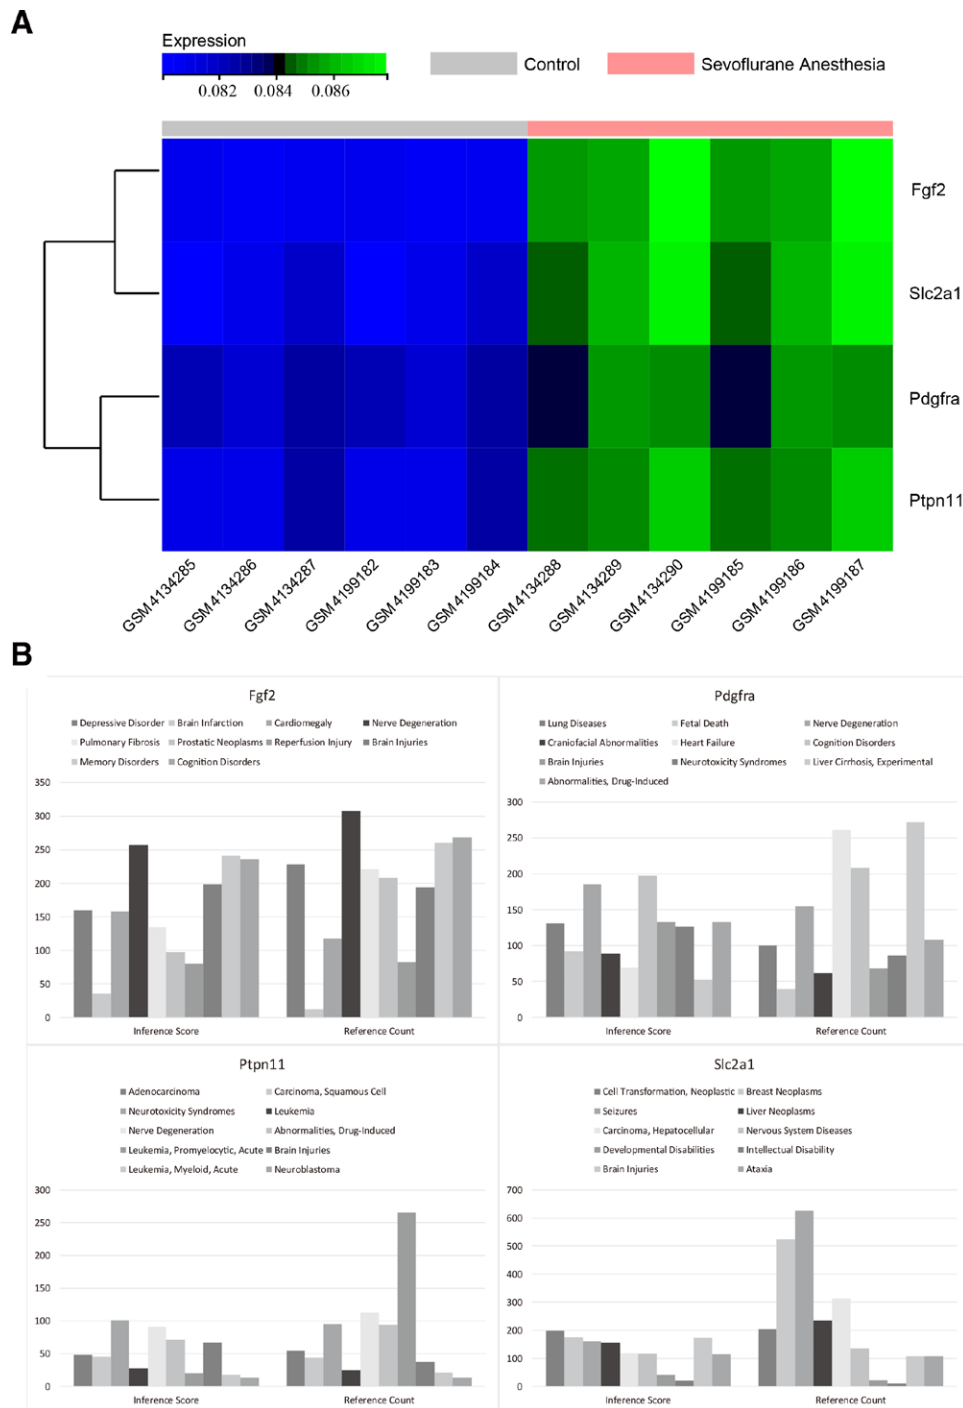 A
Expression
0.082 0.084 0.086
Control
Sevoflurane Anesthesia
Fgf2
Slc2a1
Pdgfra
Ptpn11
GSM4134285 GSM4134286 GSM4134287 GSM4199182 GSM4199183 GSM4199184 GSM4134288 GSM4134289 GSM4134290 GSM4199185 GSM4199186 GSM4199187
B
Fgf2
Depressive Disorder Brain Infarction Cardiomegaly Nerve Degeneration
Pulmonary Fibrosis Prostatic Neoplasms Reperfusion Injury Brain Injuries
Memory Disorders Cognition Disorders
350
300
250
200
150
100
50
0
Inference Score Reference Count
Pdgfra
Lung Diseases Fetal Death Nerve Degeneration
Craniofacial Abnormalities Heart Failure Cognition Disorders
Brain Injuries Neurotoxicity Syndromes Liver Cirrhosis, Experimental
Abnormalities, Drug-Induced
300
250
200
150
100
50
0
Inference Score Reference Count
Ptpn11
Adenocarcinoma Carcinoma, Squamous Cell
Neurotoxicity Syndromes Leukemia
Nerve Degeneration Abnormalities, Drug-Induced
Leukemia, Promyelocytic, Acute Brain Injuries
Leukemia, Myeloid, Acute Neuroblastoma
300
250
200
150
100
50
0
Inference Score Reference Count
Slc2a1
Cell Transformation, Neoplastic Breast Neoplasms
Seizures Liver Neoplasms
Carcinoma, Hepatocellular Nervous System Diseases
Developmental Disabilities Intellectual Disability
Brain Injuries Ataxia
700
600
500
400
300
200
100
0
Inference Score Reference Count